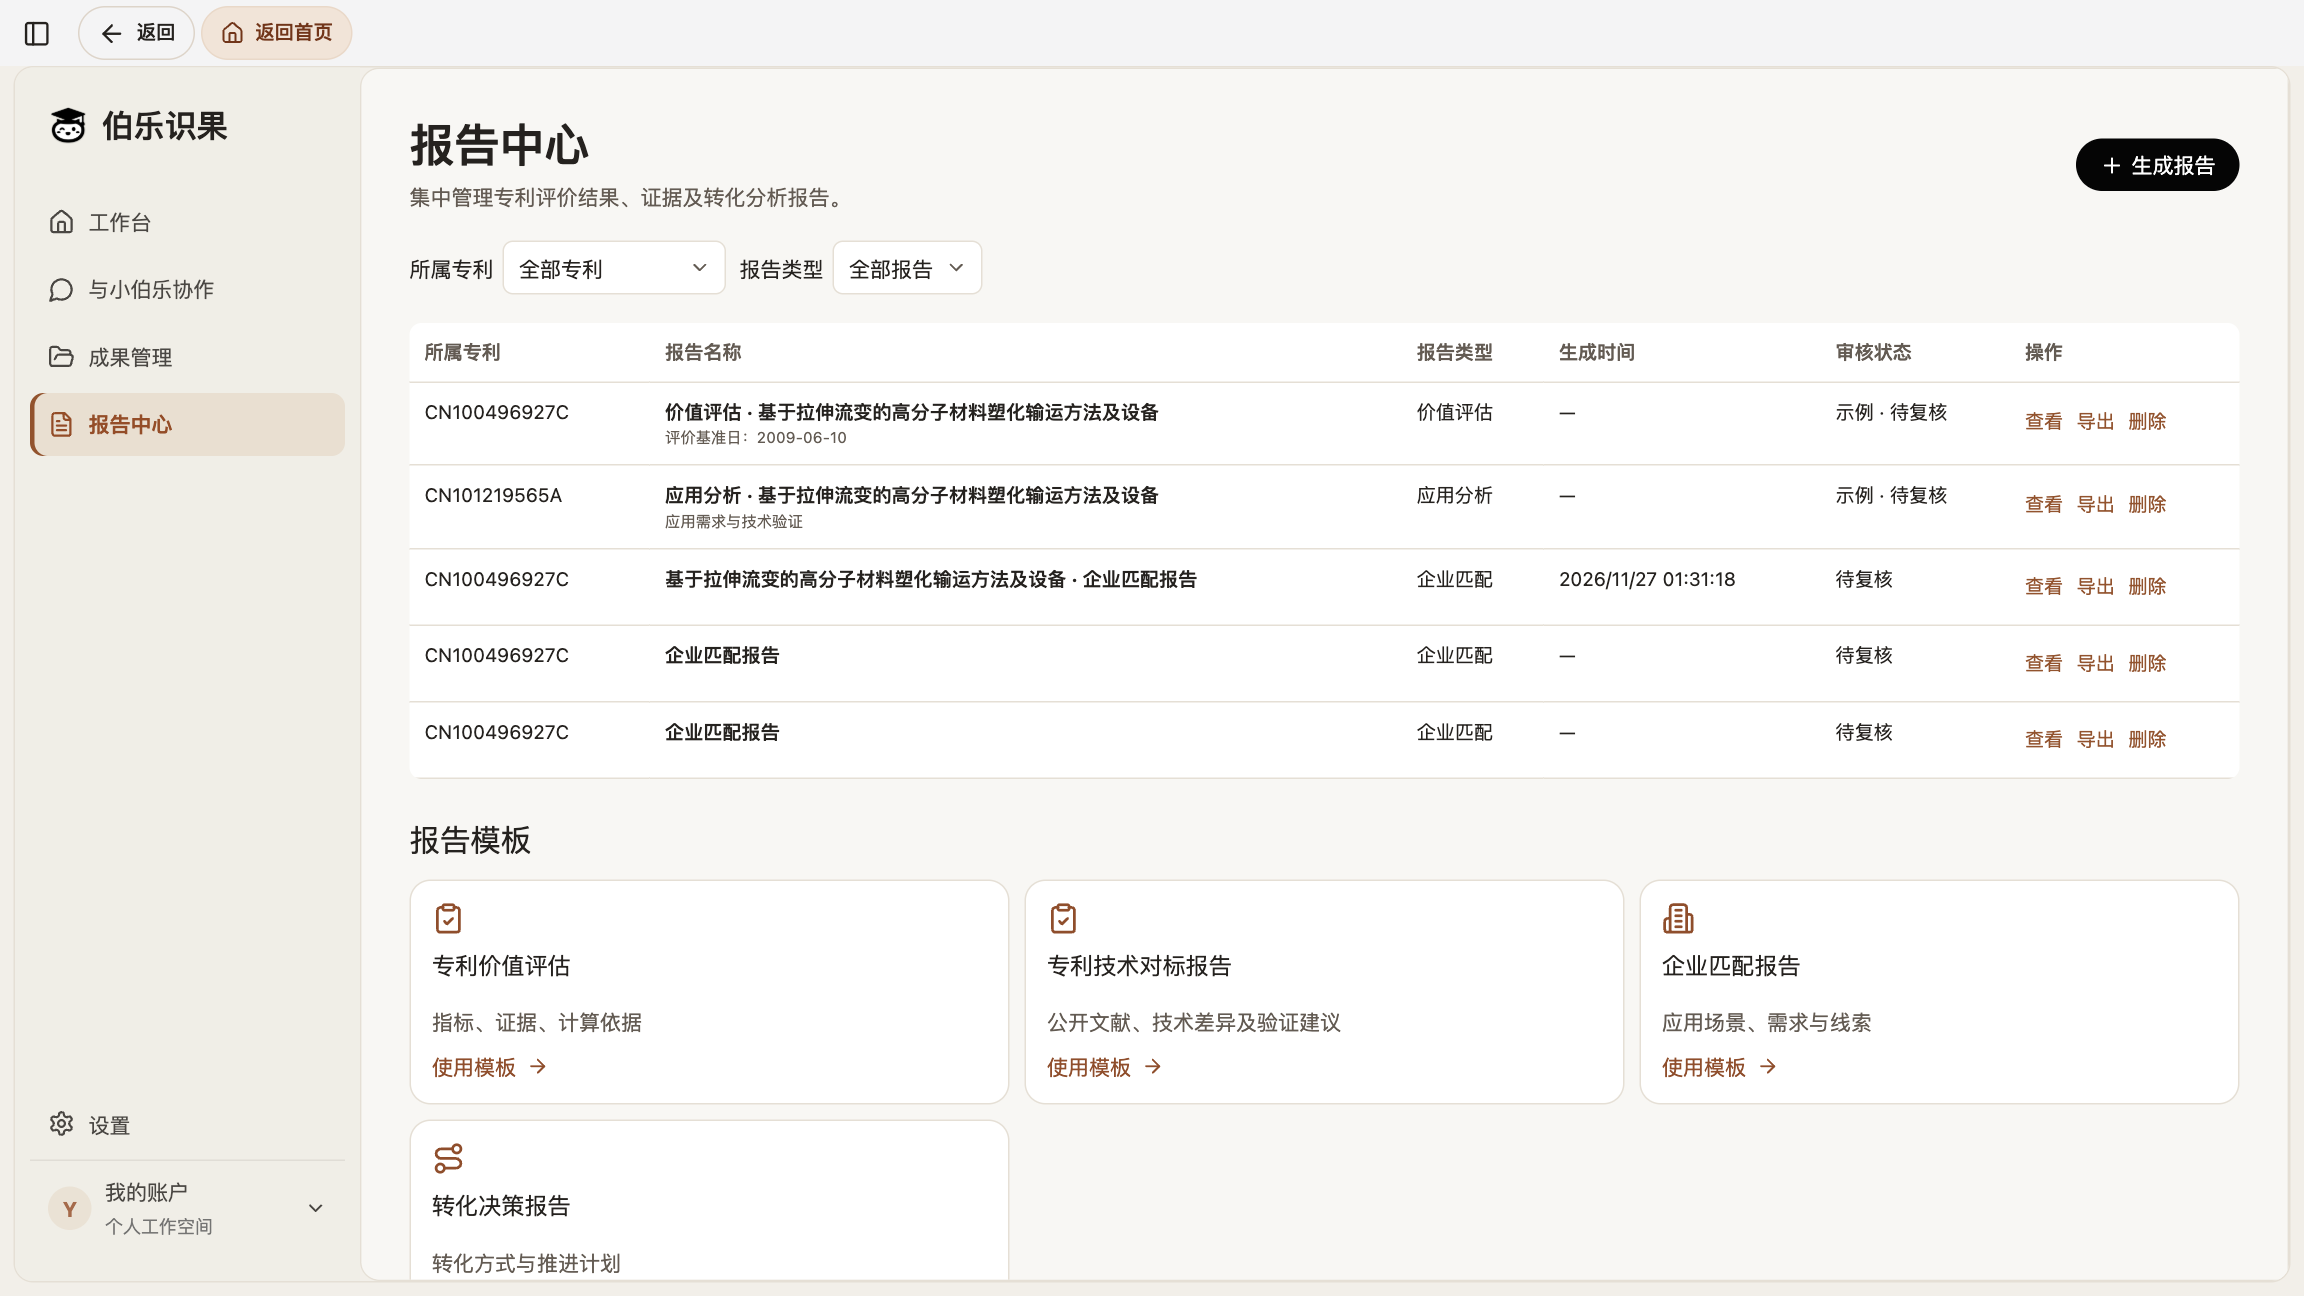 返回
返回首页
伯乐识果
工作台
与小伯乐协作
成果管理
报告中心
设置
Y
我的账户
个人工作空间
报告中心
集中管理专利评价结果、证据及转化分析报告。
生成报告
所属专利 全部专利 报告类型 全部报告
所属专利 报告名称 报告类型 生成时间 审核状态 操作
CN100496927C 价值评估 · 基于拉伸流变的高分子材料塑化输运方法及设备 价值评估 — 示例 · 待复核 查看 导出 删除
评价基准日：2009-06-10
CN101219565A 应用分析 · 基于拉伸流变的高分子材料塑化输运方法及设备 应用分析 — 示例 · 待复核 查看 导出 删除
应用需求与技术验证
CN100496927C 基于拉伸流变的高分子材料塑化输运方法及设备 · 企业匹配报告 企业匹配 2026/11/27 01:31:18 待复核 查看 导出 删除
CN100496927C 企业匹配报告 企业匹配 — 待复核 查看 导出 删除
CN100496927C 企业匹配报告 企业匹配 — 待复核 查看 导出 删除
报告模板
专利价值评估
指标、证据、计算依据
使用模板 →
专利技术对标报告
公开文献、技术差异及验证建议
使用模板 →
企业匹配报告
应用场景、需求与线索
使用模板 →
转化决策报告
转化方式与推进计划